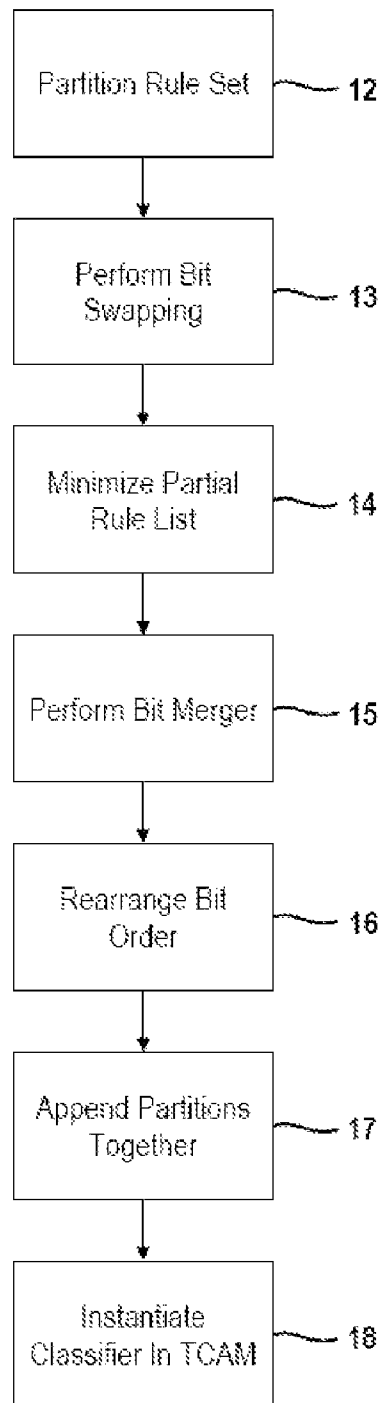 Partition Rule Set
12
Perform Bit
Swapping
13
Minimize Partial
Rule List
14
Perform Bit Merger
15
Rearrange Bit
Order
16
Append Partitions
Together
17
Instantiate
Classifier In TCAM
18